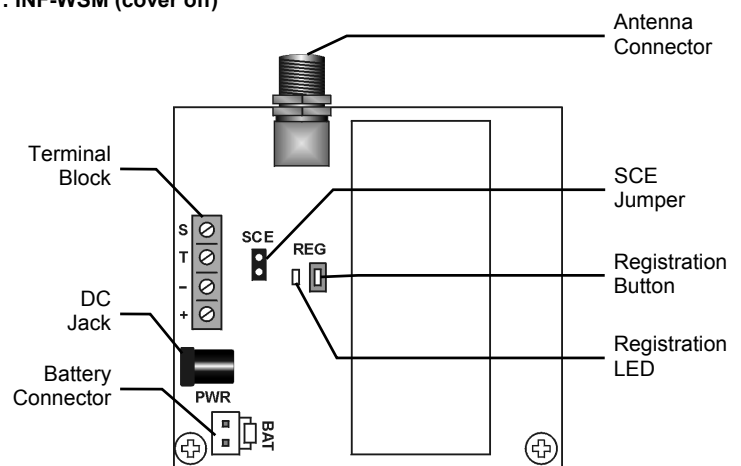 : INF-WSM (cover off)
Antenna
Connector
Terminal
Block
SCE
Jumper
S
T
–
+
SCE
REG
Registration
Button
DC
Jack
Registration
LED
Battery
Connector
PWR
BAT